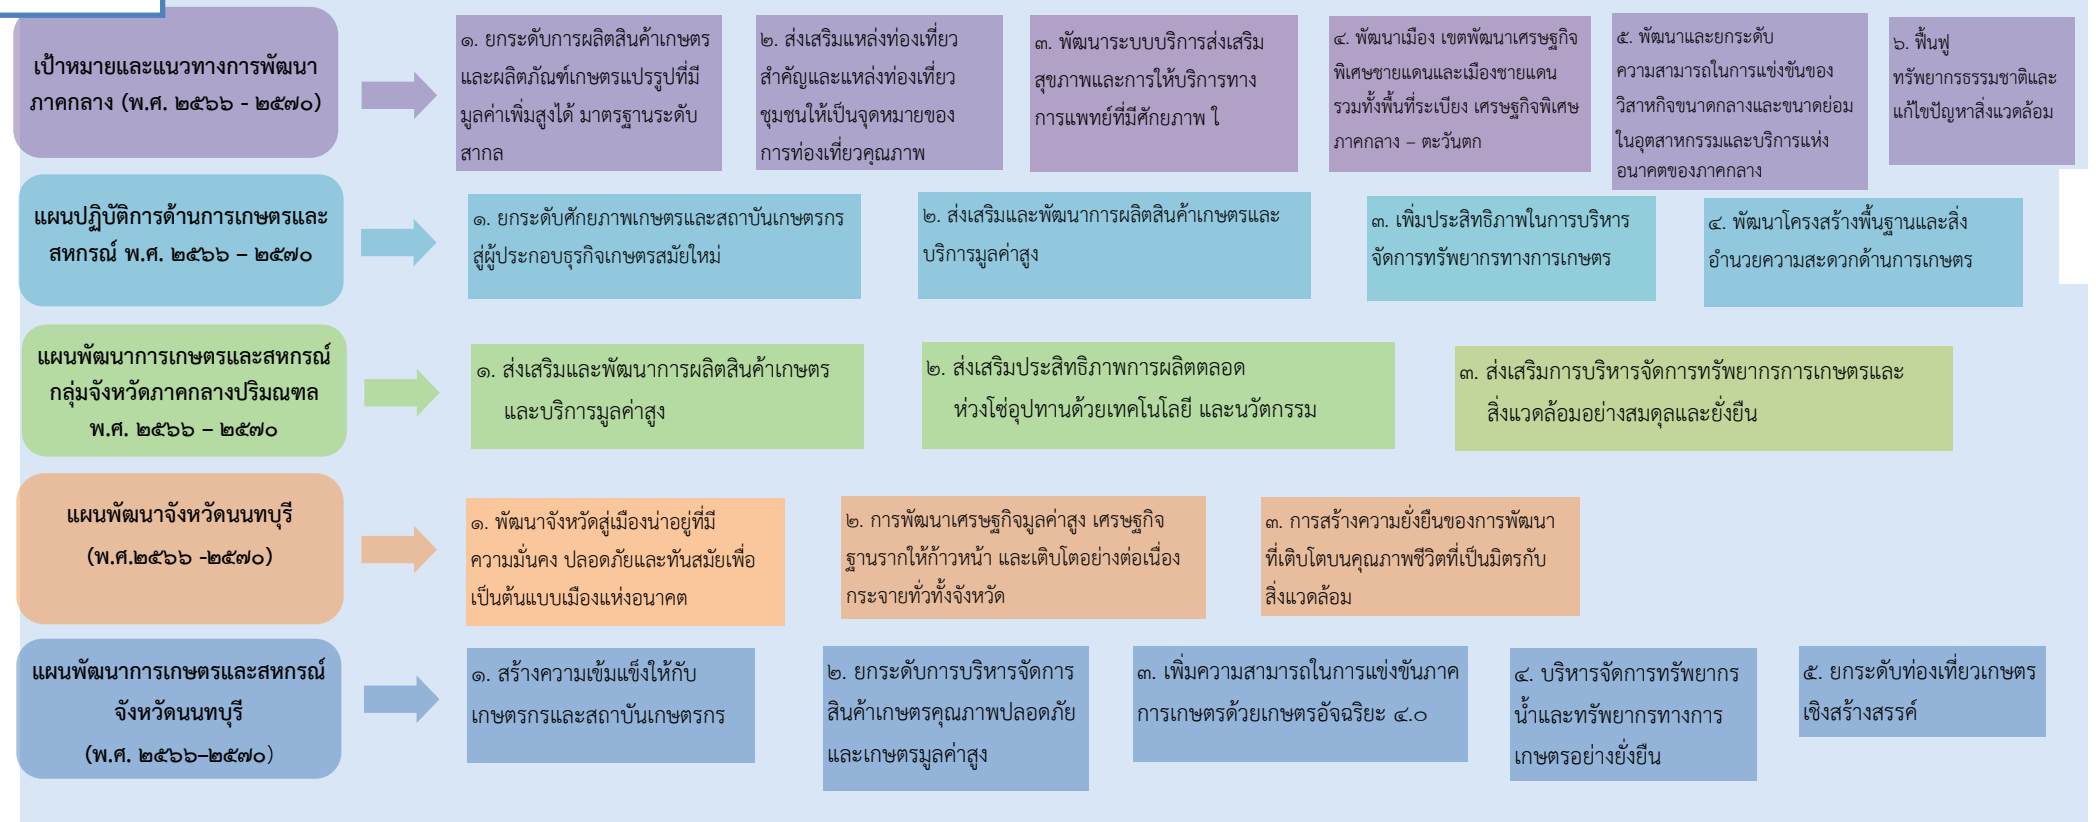 เป้าหมายและแนวทางการพัฒนา
ภาคกลาง (พ.ศ. ๒๕๖๖ - ๒๕๗๐)
๑. ยกระดับการผลิตสินค้าเกษตร
และผลิตภัณฑ์เกษตรแปรรูปที่มี
มูลค่าเพิ่มสูงได้ มาตรฐานระดับ
สากล
๒. ส่งเสริมแหล่งท่องเที่ยว
สำคัญและแหล่งท่องเที่ยว
ชุมชนให้เป็นจุดหมายของ
การท่องเที่ยวคุณภาพ
๓. พัฒนาระบบบริการส่งเสริม
สุขภาพและการให้บริการทาง
การแพทย์ที่มีศักยภาพ ใ
๔. พัฒนาเมือง เขตพัฒนาเศรษฐกิจ
พิเศษชายแดนและเมืองชายแดน
รวมทั้งพื้นที่ระเบียง เศรษฐกิจพิเศษ
ภาคกลาง – ตะวันตก
๕. พัฒนาและยกระดับ
ความสามารถในการแข่งขันของ
วิสาหกิจขนาดกลางและขนาดย่อม
ในอุตสาหกรรมและบริการแห่ง
อนาคตของภาคกลาง
๖. ฟื้นฟู
ทรัพยากรธรรมชาติและ
แก้ไขปัญหาสิ่งแวดล้อม
แผนปฏิบัติการด้านการเกษตรและ
สหกรณ์ พ.ศ. ๒๕๖๖ – ๒๕๗๐
๑. ยกระดับศักยภาพเกษตรและสถาบันเกษตรกร
สู่ผู้ประกอบธุรกิจเกษตรสมัยใหม่
๒. ส่งเสริมและพัฒนาการผลิตสินค้าเกษตรและ
บริการมูลค่าสูง
๓. เพิ่มประสิทธิภาพในการบริหาร
จัดการทรัพยากรทางการเกษตร
๔. พัฒนาโครงสร้างพื้นฐานและสิ่ง
อำนวยความสะดวกด้านการเกษตร
แผนพัฒนาการเกษตรและสหกรณ์
กลุ่มจังหวัดภาคกลางปริมณฑล
พ.ศ. ๒๕๖๖ – ๒๕๗๐
๑. ส่งเสริมและพัฒนาการผลิตสินค้าเกษตร
และบริการมูลค่าสูง
๒. ส่งเสริมประสิทธิภาพการผลิตตลอด
ห่วงโซ่อุปทานด้วยเทคโนโลยี และนวัตกรรม
๓. ส่งเสริมการบริหารจัดการทรัพยากรการเกษตรและ
สิ่งแวดล้อมอย่างสมดุลและยั่งยืน
แผนพัฒนาจังหวัดนนทบุรี
(พ.ศ.๒๕๖๖ -๒๕๗๐)
๑. พัฒนาจังหวัดสู่เมืองน่าอยู่ที่มี
ความมั่นคง ปลอดภัยและทันสมัยเพื่อ
เป็นต้นแบบเมืองแห่งอนาคต
๒. การพัฒนาเศรษฐกิจมูลค่าสูง เศรษฐกิจ
ฐานรากให้ก้าวหน้า และเติบโตอย่างต่อเนื่อง
กระจายทั่วทั้งจังหวัด
๓. การสร้างความยั่งยืนของการพัฒนา
ที่เติบโตบนคุณภาพชีวิตที่เป็นมิตรกับ
สิ่งแวดล้อม
แผนพัฒนาการเกษตรและสหกรณ์
จังหวัดนนทบุรี
(พ.ศ. ๒๕๖๖–๒๕๗๐)
๑. สร้างความเข้มแข็งให้กับ
เกษตรกรและสถาบันเกษตรกร
๒. ยกระดับการบริหารจัดการ
สินค้าเกษตรคุณภาพปลอดภัย
และเกษตรมูลค่าสูง
๓. เพิ่มความสามารถในการแข่งขันภาค
การเกษตรด้วยเกษตรอัจฉริยะ ๔.๐
๔. บริหารจัดการทรัพยากร
น้ำและทรัพยากรทางการ
เกษตรอย่างยั่งยืน
๕. ยกระดับท่องเที่ยวเกษตร
เชิงสร้างสรรค์